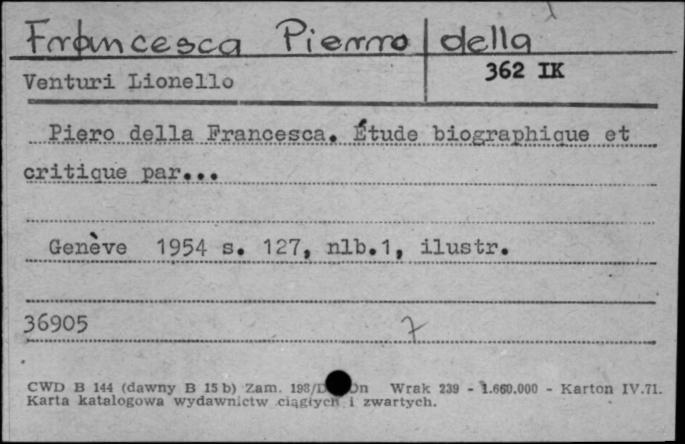 Francesca Pierro della
362 IK
Venturi Lionello
Piero della Francesca. Étude biographique et
critique par...
Genève 1954 s. 127, nlb.1, ilustr.
36905 7
CWD B 144 (dawny B 15 b) Zam. 198/D On Wrak 239 - 1.660.000 - Karton IV.71.
Karta katalogowa wydawnictw ciągłych i zwartych.